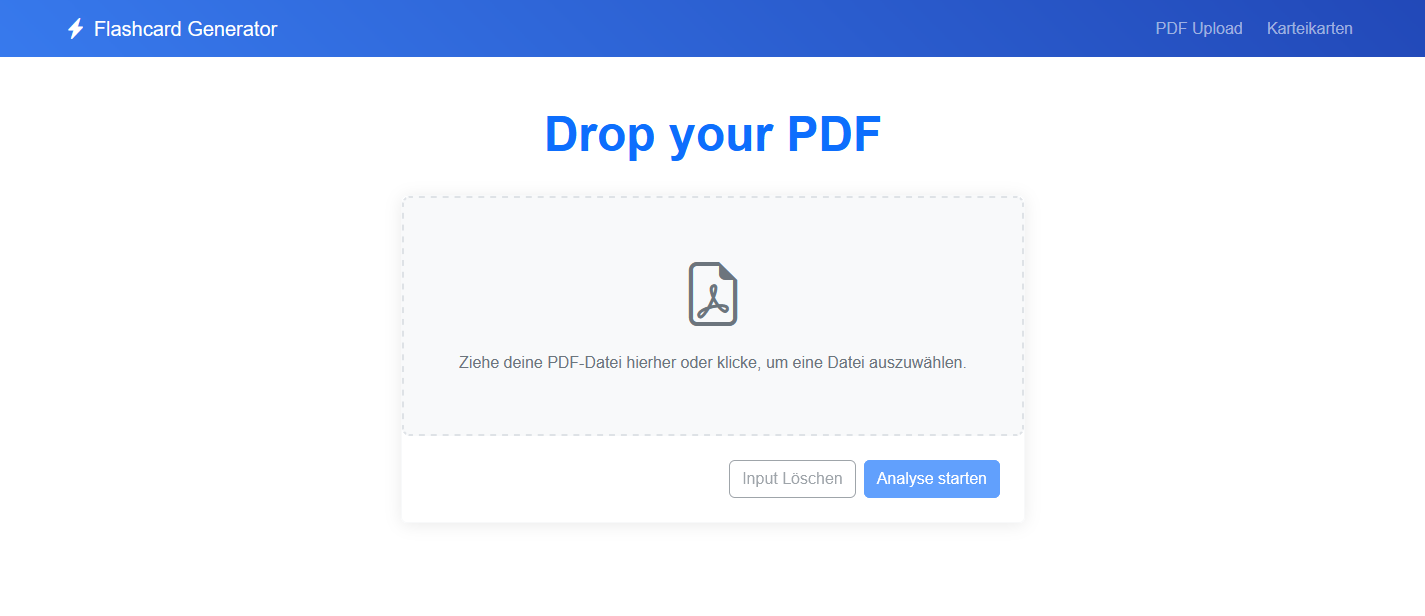 Flashcard Generator
PDF Upload
Karteikarten
Drop your PDF
Ziehe deine PDF-Datei hierher oder klicke, um eine Datei auszuwählen.
Input Löschen
Analyse starten